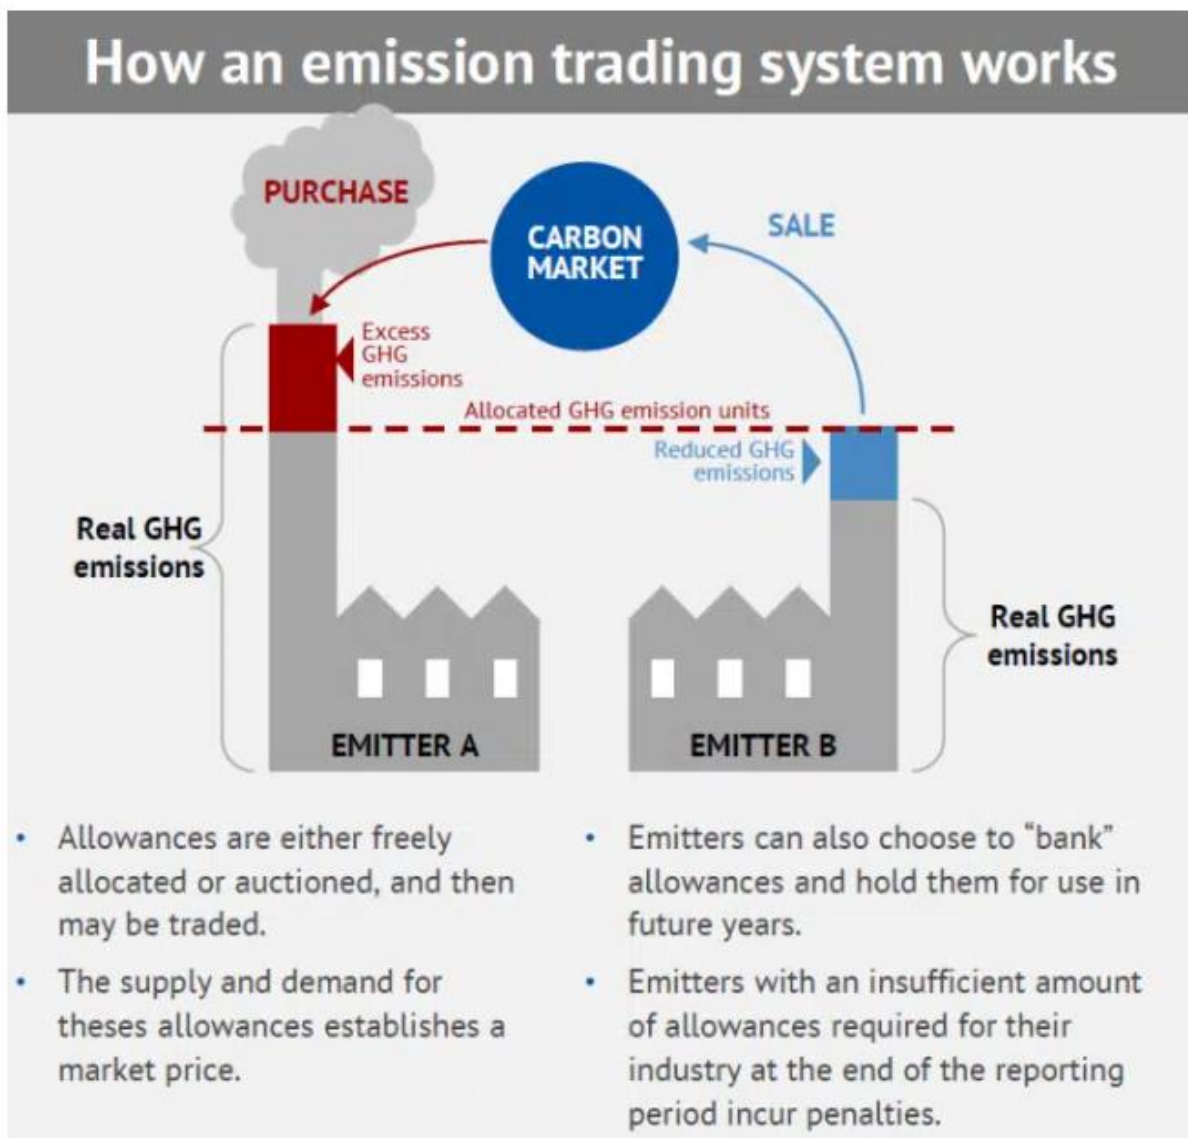 How an emission trading system works
PURCHASE
CARBON
MARKET
SALE
Excess
GHG
emissions
Allocated GHG emission units
Reduced GHG
emissions
Real GHG
emissions
Real GHG
emissions
EMITTER A
EMITTER B
• Allowances are either freely
allocated or auctioned, and then
may be traded.
• The supply and demand for
theses allowances establishes a
market price.
• Emitters can also choose to “bank”
allowances and hold them for use in
future years.
• Emitters with an insufficient amount
of allowances required for their
industry at the end of the reporting
period incur penalties.